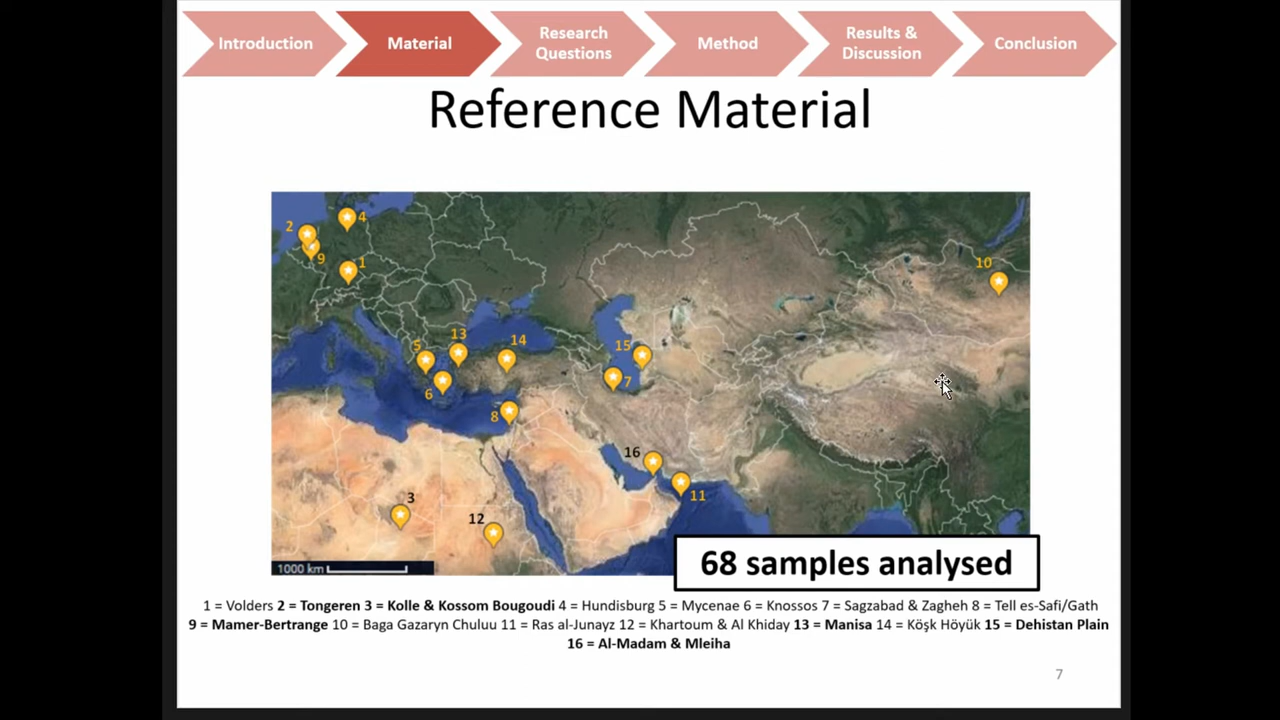 Introduction
Material
Research
Questions
Method
Results &
Discussion
Conclusion
Reference Material
2
4
9
1
10
5
13
14
6
15
7
8
16
11
3
12
1000 km
68 samples analysed
1 = Volders 2 = Tongeren 3 = Kolle & Kossom Bougoudi 4 = Hundisburg 5 = Mycenae 6 = Knossos 7 = Sagzabad & Zagheh 8 = Tell es-Safi/Gath
9 = Mamer-Bertrange 10 = Baga Gazaryn Chuluu 11 = Ras al-Junayz 12 = Khartoum & Al Khiday 13 = Manisa 14 = Köşk Höyük 15 = Dehistan Plain
16 = Al-Madam & Mleiha
7